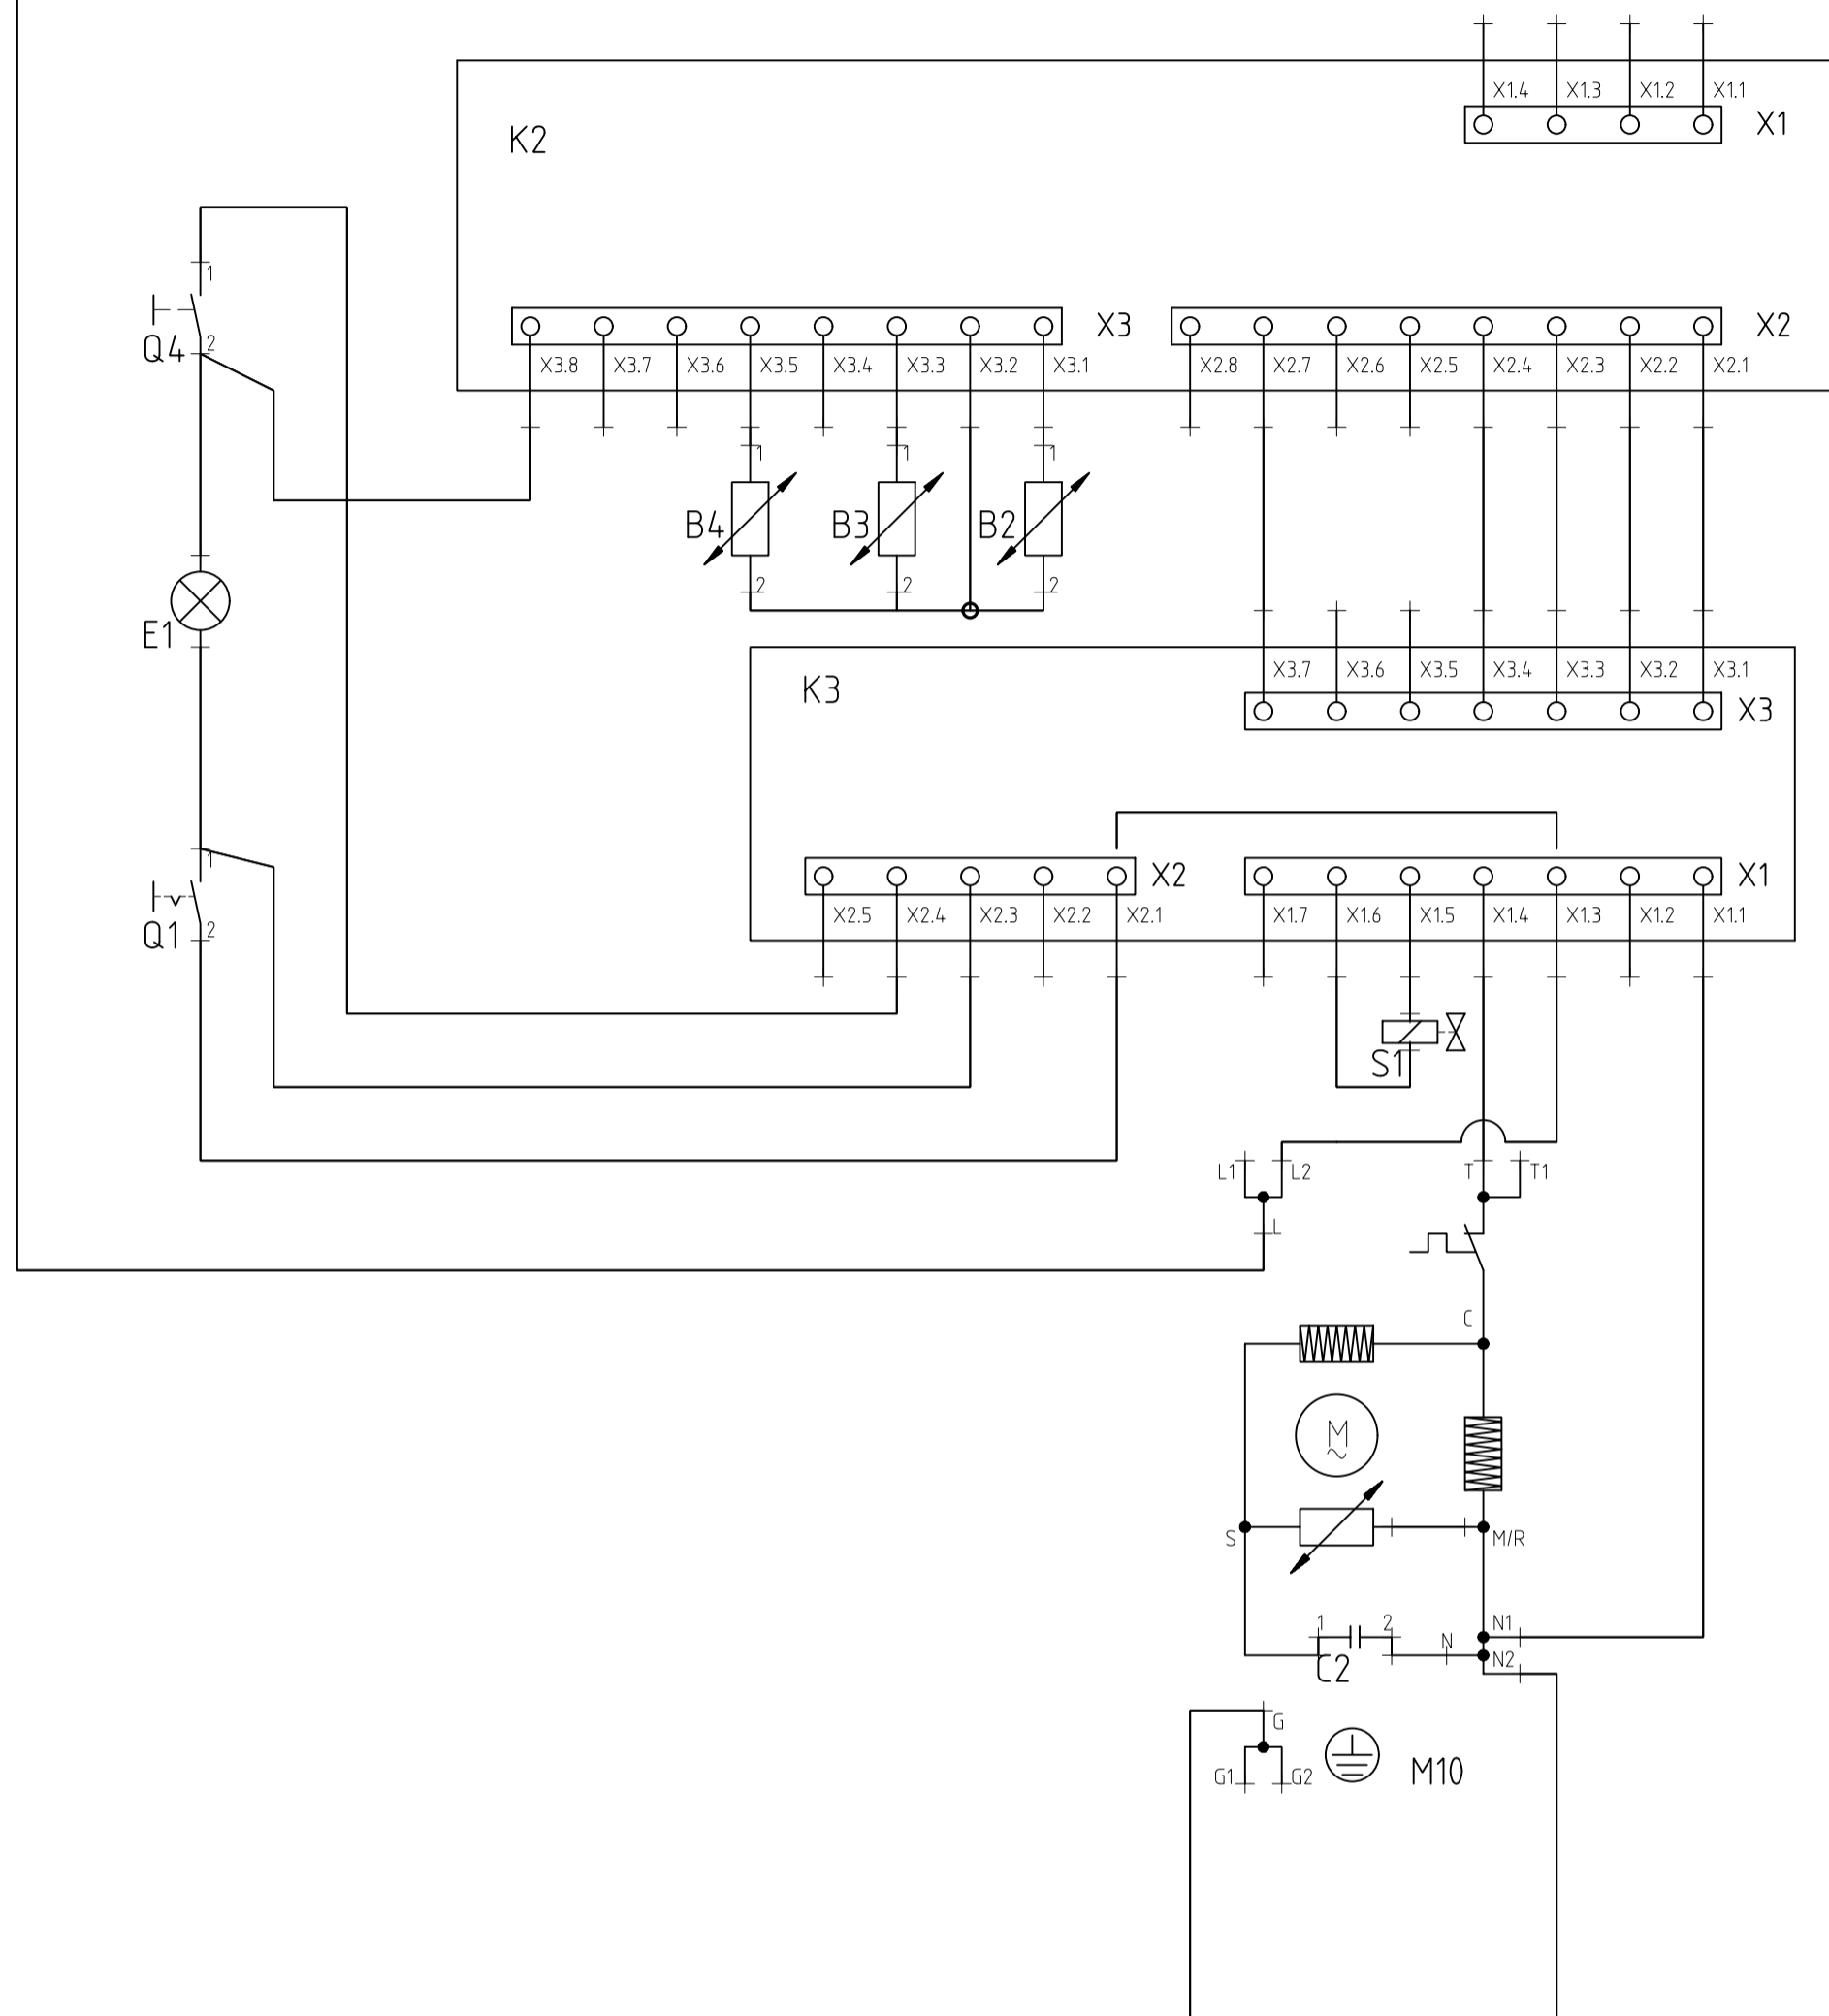 X1.4 X1.3 X1.2 X1.1
K2 X1
1
Q4 2
X3 X2
X3.8 X3.7 X3.6 X3.5 X3.4 X3.3 X3.2 X3.1 X2.8 X2.7 X2.6 X2.5 X2.4 X2.3 X2.2 X2.1
1 1 1
B4 B3 B2
2 2 2
E1
K3 X3.7 X3.6 X3.5 X3.4 X3.3 X3.2 X3.1
X3
1
X2 X1
Q1 2 X2.5 X2.4 X2.3 X2.2 X2.1 X1.7 X1.6 X1.5 X1.4 X1.3 X1.2 X1.1
S1
L1 L2 T T1
L
C
M
~
S M/R
1 2 N N1
C2 N2
G
G1 G2 M10